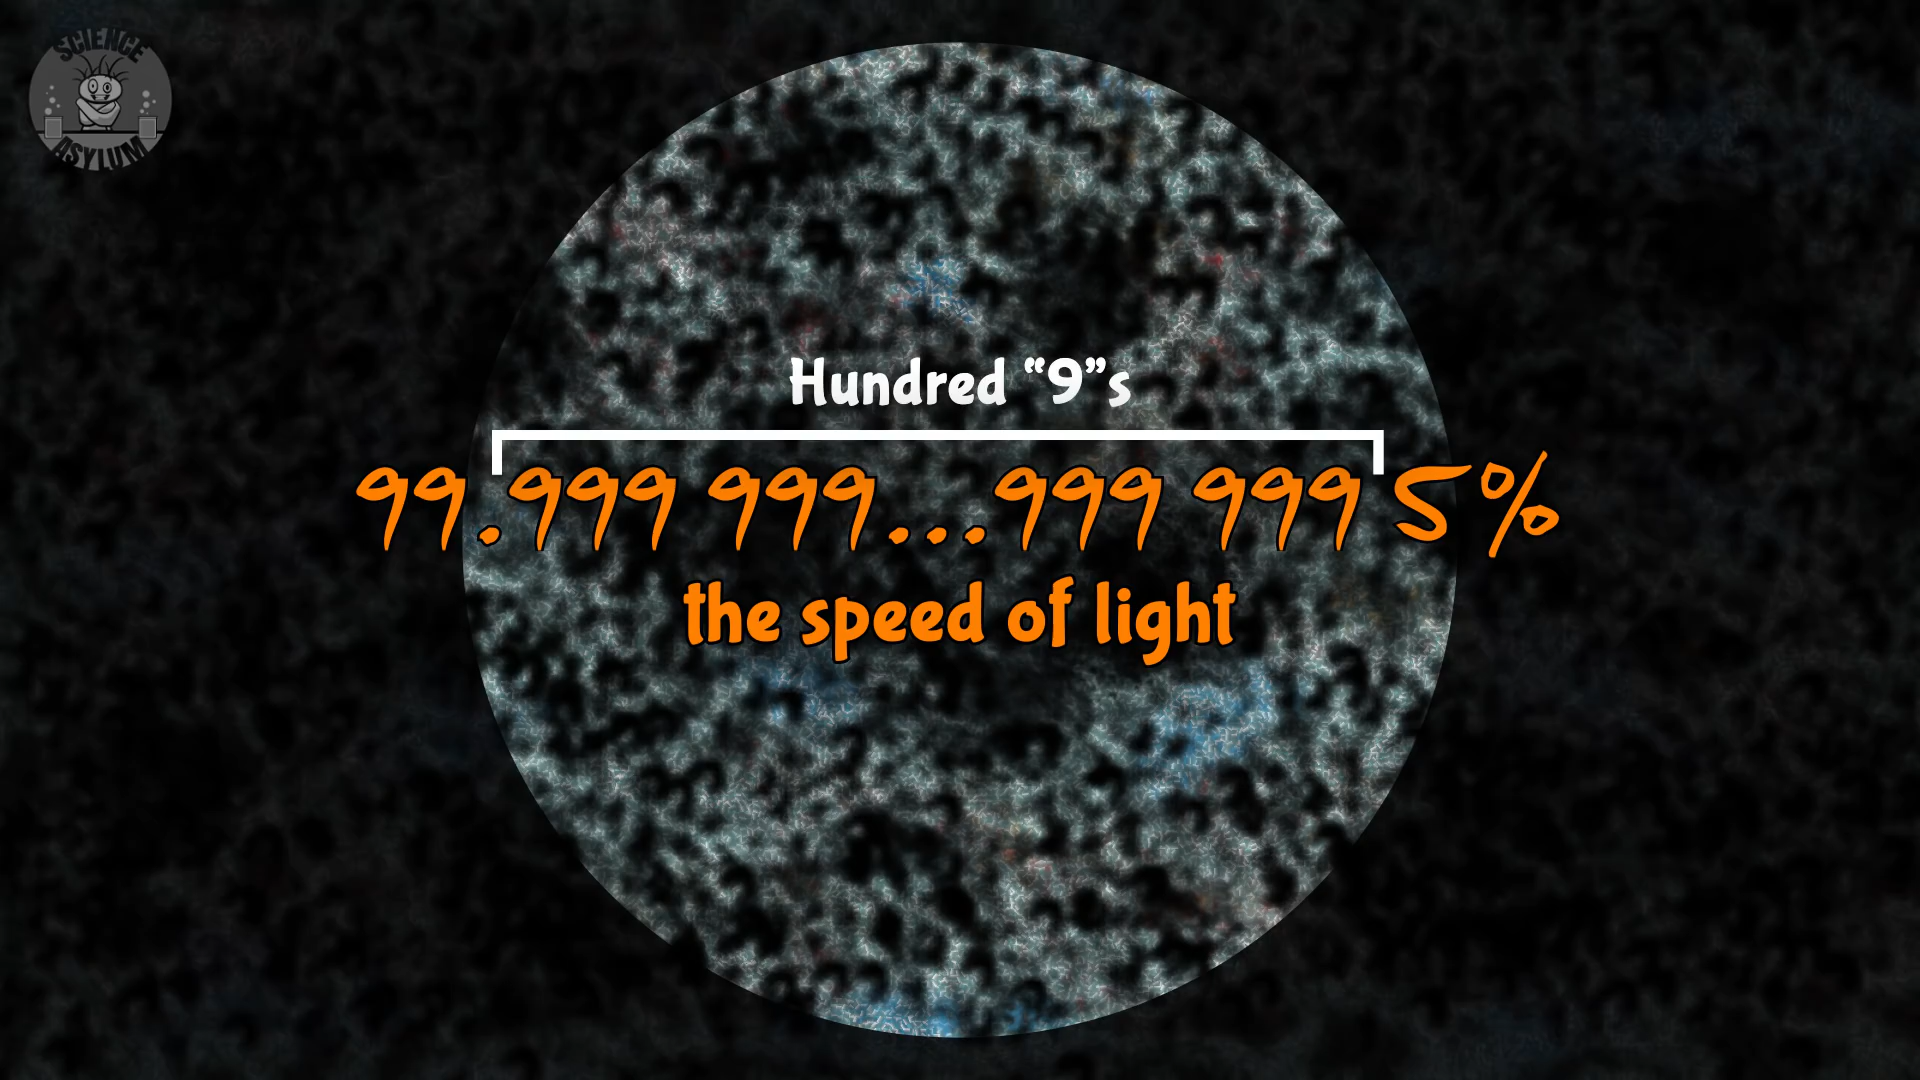 SCIENCE
ASYLUM
Hundred “9”s
99.999 999...999 999 5%
the speed of light